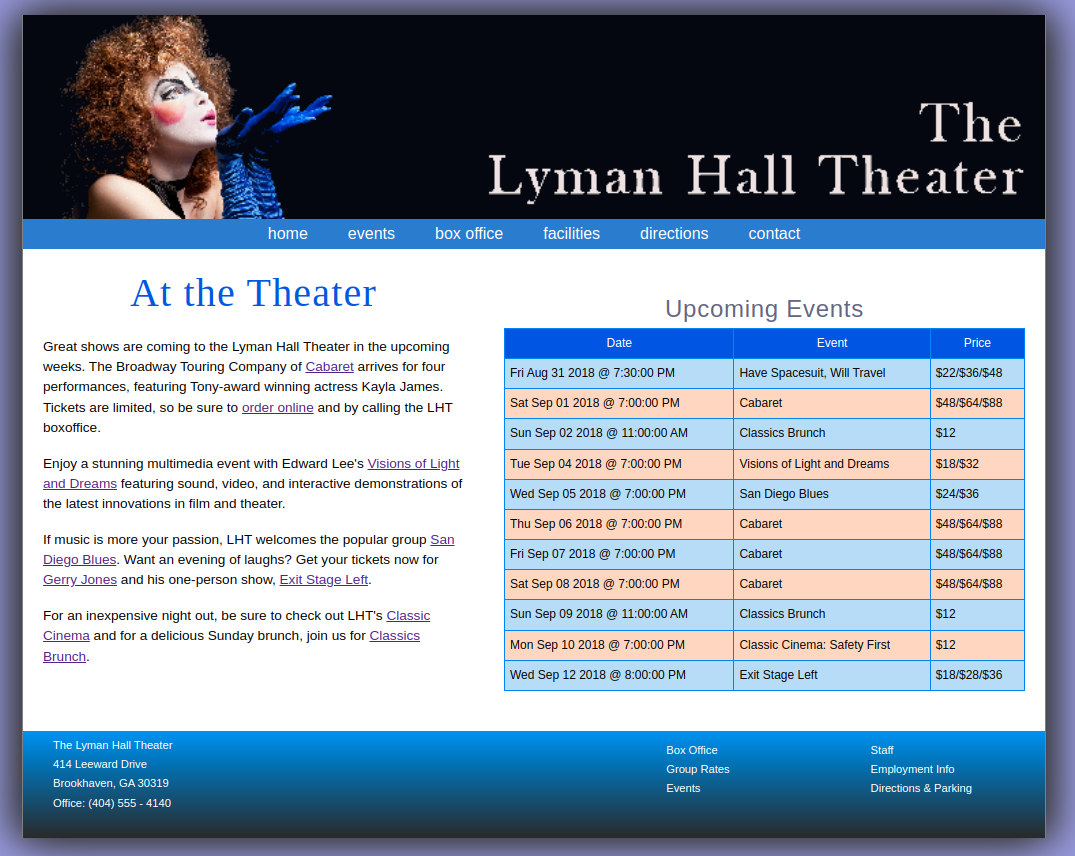 The
Lyman Hall Theater
home events box office facilities directions contact
At the Theater
Great shows are coming to the Lyman Hall Theater in the upcoming
weeks. The Broadway Touring Company of Cabaret arrives for four
performances, featuring Tony-award winning actress Kayla James.
Tickets are limited, so be sure to order online and by calling the LHT
boxoffice.
Enjoy a stunning multimedia event with Edward Lee's Visions of Light
and Dreams featuring sound, video, and interactive demonstrations of
the latest innovations in film and theater.
If music is more your passion, LHT welcomes the popular group San
Diego Blues. Want an evening of laughs? Get your tickets now for
Gerry Jones and his one-person show, Exit Stage Left.
For an inexpensive night out, be sure to check out LHT's Classic
Cinema and for a delicious Sunday brunch, join us for Classics
Brunch.
Upcoming Events
Date Event Price
Fri Aug 31 2018 @ 7:30:00 PM Have Spacesuit, Will Travel $22/$36/$48
Sat Sep 01 2018 @ 7:00:00 PM Cabaret $48/$64/$88
Sun Sep 02 2018 @ 11:00:00 AM Classics Brunch $12
Tue Sep 04 2018 @ 7:00:00 PM Visions of Light and Dreams $18/$32
Wed Sep 05 2018 @ 7:00:00 PM San Diego Blues $24/$36
Thu Sep 06 2018 @ 7:00:00 PM Cabaret $48/$64/$88
Fri Sep 07 2018 @ 7:00:00 PM Cabaret $48/$64/$88
Sat Sep 08 2018 @ 7:00:00 PM Cabaret $48/$64/$88
Sun Sep 09 2018 @ 11:00:00 AM Classics Brunch $12
Mon Sep 10 2018 @ 7:00:00 PM Classic Cinema: Safety First $12
Wed Sep 12 2018 @ 8:00:00 PM Exit Stage Left $18/$28/$36
The Lyman Hall Theater
414 Leeward Drive
Brookhaven, GA 30319
Office: (404) 555 - 4140
Box Office
Group Rates
Events
Staff
Employment Info
Directions & Parking